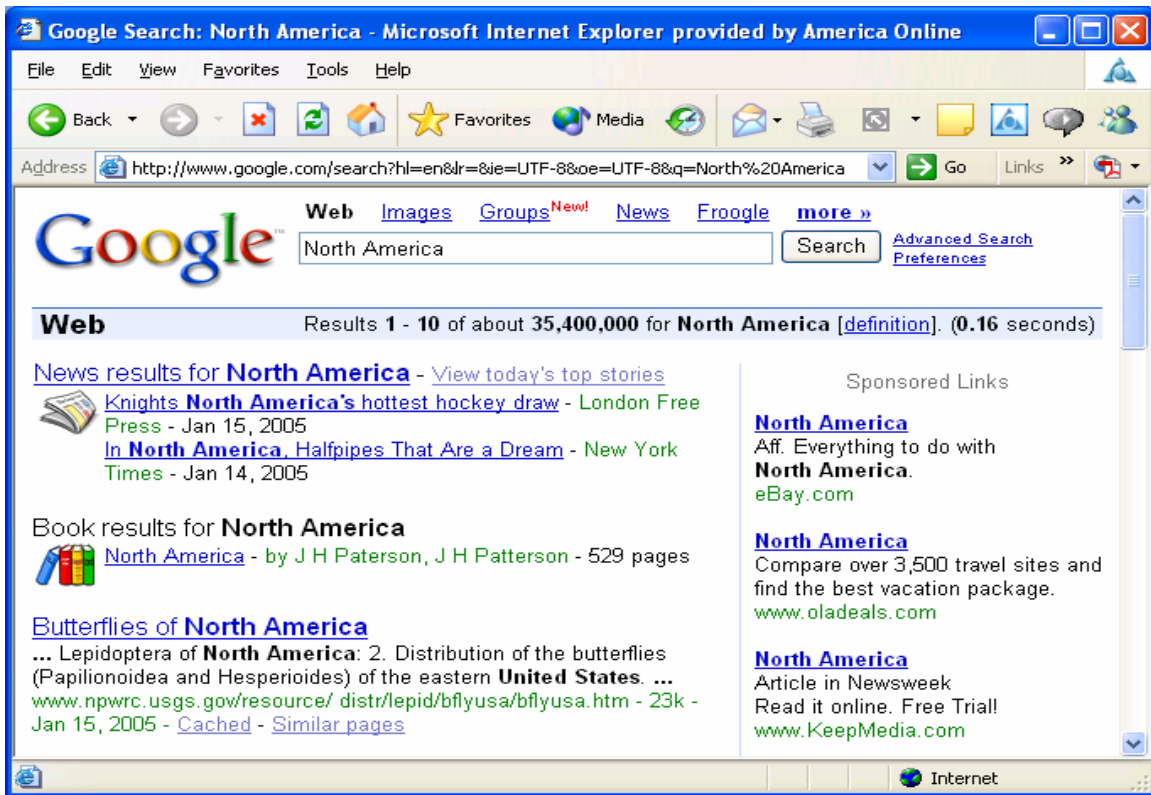 Google Search: North America - Microsoft Internet Explorer provided by America Online
File Edit View Favorites Tools Help
Back Favorites Media
Address http://www.google.com/search?hl=en&lr=&ie=UTF-8&oe=UTF-8&q=North%20America Go Links »
Google™
Web Images Groups New! News Froogle more »
North America Search Advanced Search
Preferences
Web Results 1 - 10 of about 35,400,000 for North America [definition]. (0.16 seconds)
News results for North America - View today's top stories
Knights North America's hottest hockey draw - London Free
Press - Jan 15, 2005
In North America, Halfpipes That Are a Dream - New York
Times - Jan 14, 2005
Book results for North America
North America - by J H Paterson, J H Patterson - 529 pages
Butterflies of North America
... Lepidoptera of North America: 2. Distribution of the butterflies
(Papilionoidea and Hesperioides) of the eastern United States. ...
www.npwrc.usgs.gov/resource/ distr/lepid/bflyusa/bflyusa.htm - 23k -
Jan 15, 2005 - Cached - Similar pages
Sponsored Links
North America
Aff. Everything to do with
North America.
eBay.com
North America
Compare over 3,500 travel sites and
find the best vacation package.
www.oladeals.com
North America
Article in Newsweek
Read it online. Free Trial!
www.KeepMedia.com
Internet